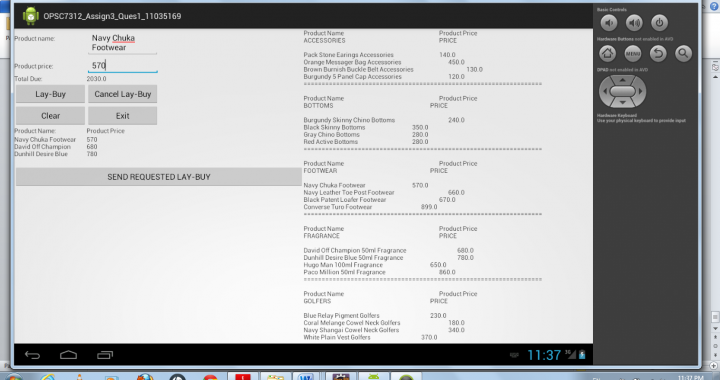 OPSC7312_Assign3_Ques1_11035169
Product name:
Navy Chuka
Footwear
Product price:
570
Total Due:
2030.0
Lay-Buy
Cancel Lay-Buy
Clear
Exit
Product Name: Product Price
Navy Chuka Footwear 570
David Off Champion 680
Dunhill Desire Blue 780
SEND REQUESTED LAY-BUY
Product Name Product Price
ACCESSORIES PRICE
Pack Stone Earings Accessories 140.0
Orange Messager Bag Accessories 450.0
Brown Burnish Buckle Belt Accessories 130.0
Burgundy 5 Panel Cap Accessories 120.0
==============================================
Product Name Product Price
BOTTOMS PRICE
Burgundy Skinny Chino Bottoms 240.0
Black Skinny Bottoms 350.0
Gray Chino Bottoms 280.0
Red Active Bottoms 280.0
==============================================
Product Name Product Price
FOOTWEAR PRICE
Navy Chuka Footwear 570.0
Navy Leather Toe Post Footwear 660.0
Black Patent Loafer Footwear 670.0
Converse Turo Footwear 899.0
==============================================
Product Name Product Price
FRAGRANCE PRICE
David Off Champion 50ml Fragrance 680.0
Dunhill Desire Blue 50ml Fragrance 780.0
Hugo Man 100ml Fragrance 650.0
Paco Million 50ml Fragrance 860.0
==============================================
Product Name Product Price
GOLFERS PRICE
Blue Relay Pigment Golfers 230.0
Coral Melange Cowel Neck Golfers 180.0
Navy Shangai Cowel Neck Golfers 340.0
White Plain Vest Golfers 370.0
11:37
Basic Controls
Hardware Buttons not enabled in AVD
MENU
DPAD not enabled in AVD
Hardware Keyboard
Use your physical keyboard to provide input
11:37 PM